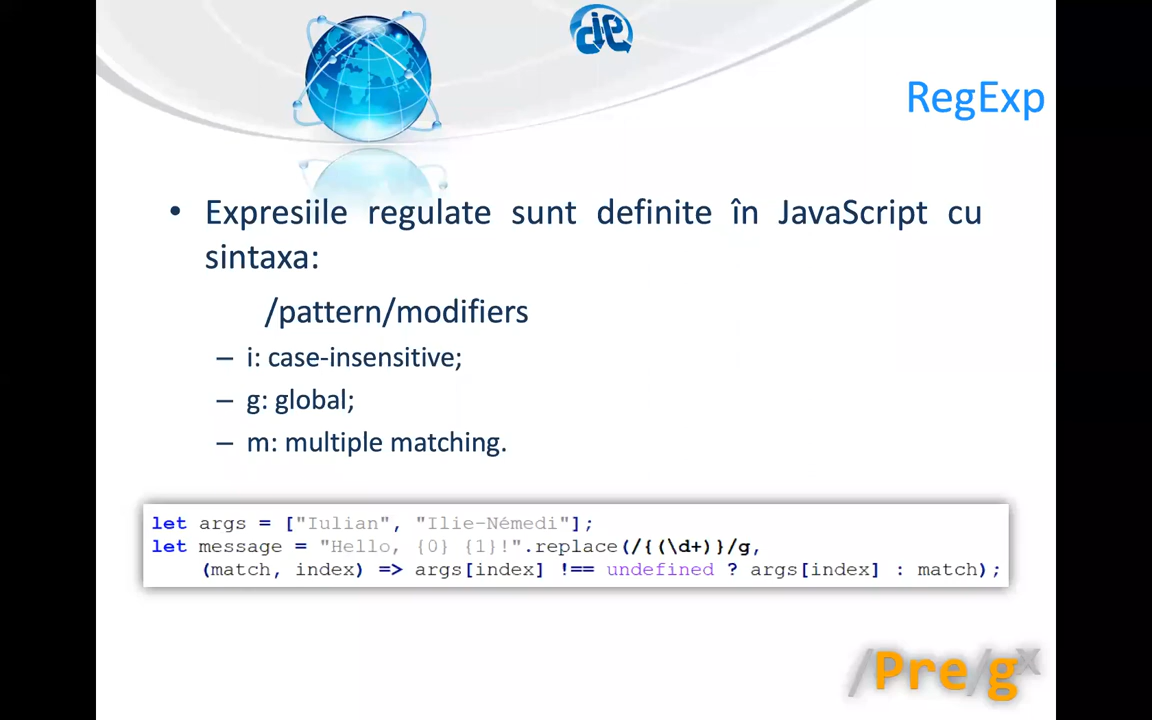 RegExp
• Expresiile regulate sunt definite în JavaScript cu
sintaxa:
/pattern/modifiers
– i: case-insensitive;
– g: global;
– m: multiple matching.
let args = ["Iulian", "Ilie-Némedi"];
let message = "Hello, {0} {1}!".replace(/{(\d+)}/g,
(match, index) => args[index] !== undefined ? args[index] : match);
/Pre/gx